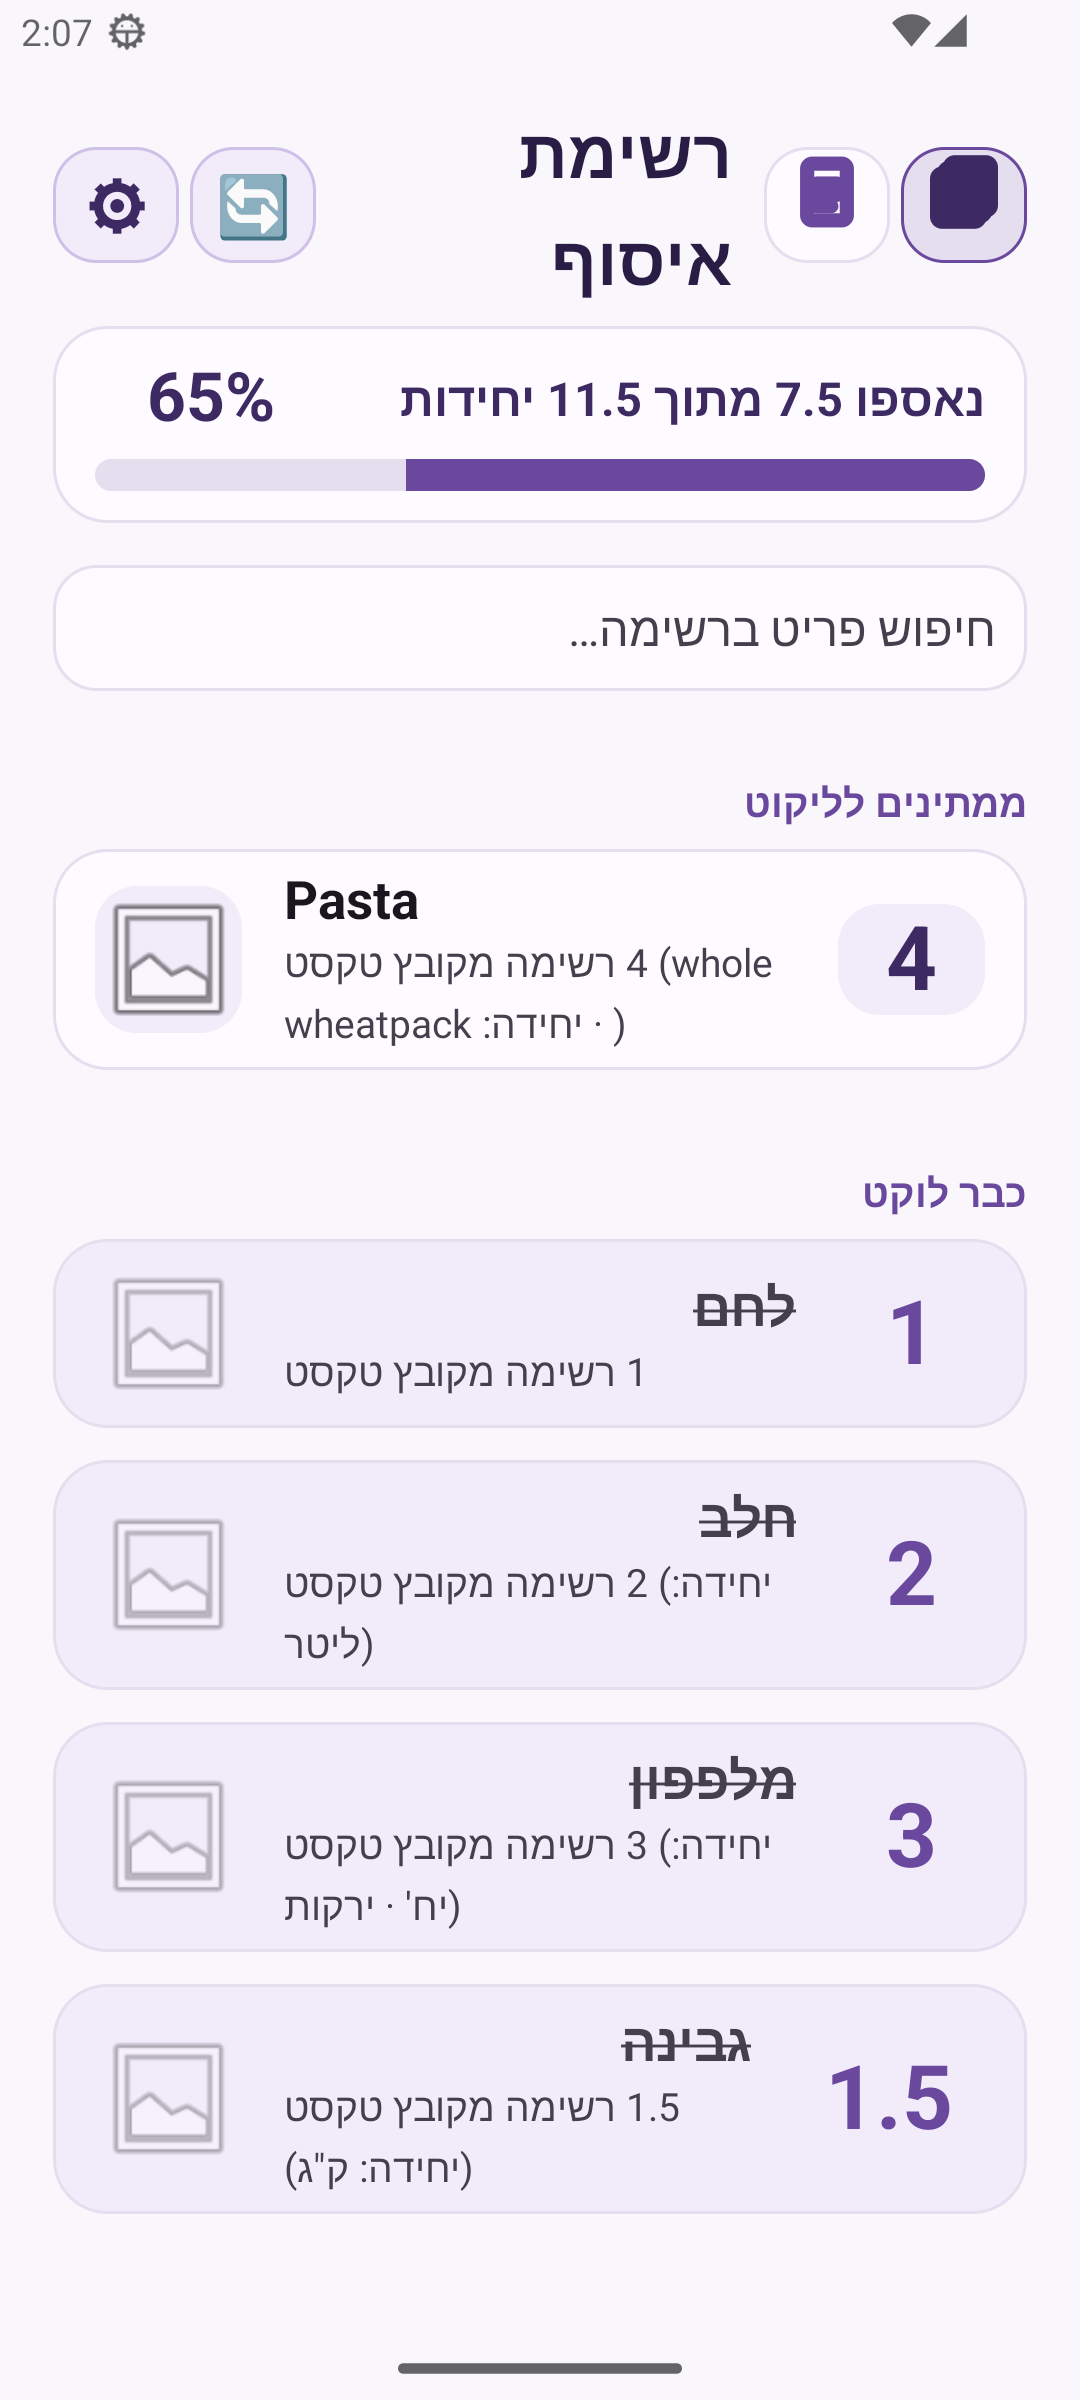 2:07
רשימת
איסוף
נאספו 7.5 מתוך 11.5 יחידות
65%
חיפוש פריט ברשימה...
ממתינים לליקוט
4
Pasta
4 רשימה מקובץ טקסט (whole
wheatpack :יחידה · )
כבר לוקט
1
לחם
1 רשימה מקובץ טקסט
2
חלב
2 רשימה מקובץ טקסט (יחידה:
ליטר)
3
מלפפון
3 רשימה מקובץ טקסט (יחידה:
יח' · ירקות)
1.5
גבינה
1.5 רשימה מקובץ טקסט
(יחידה: ק"ג)